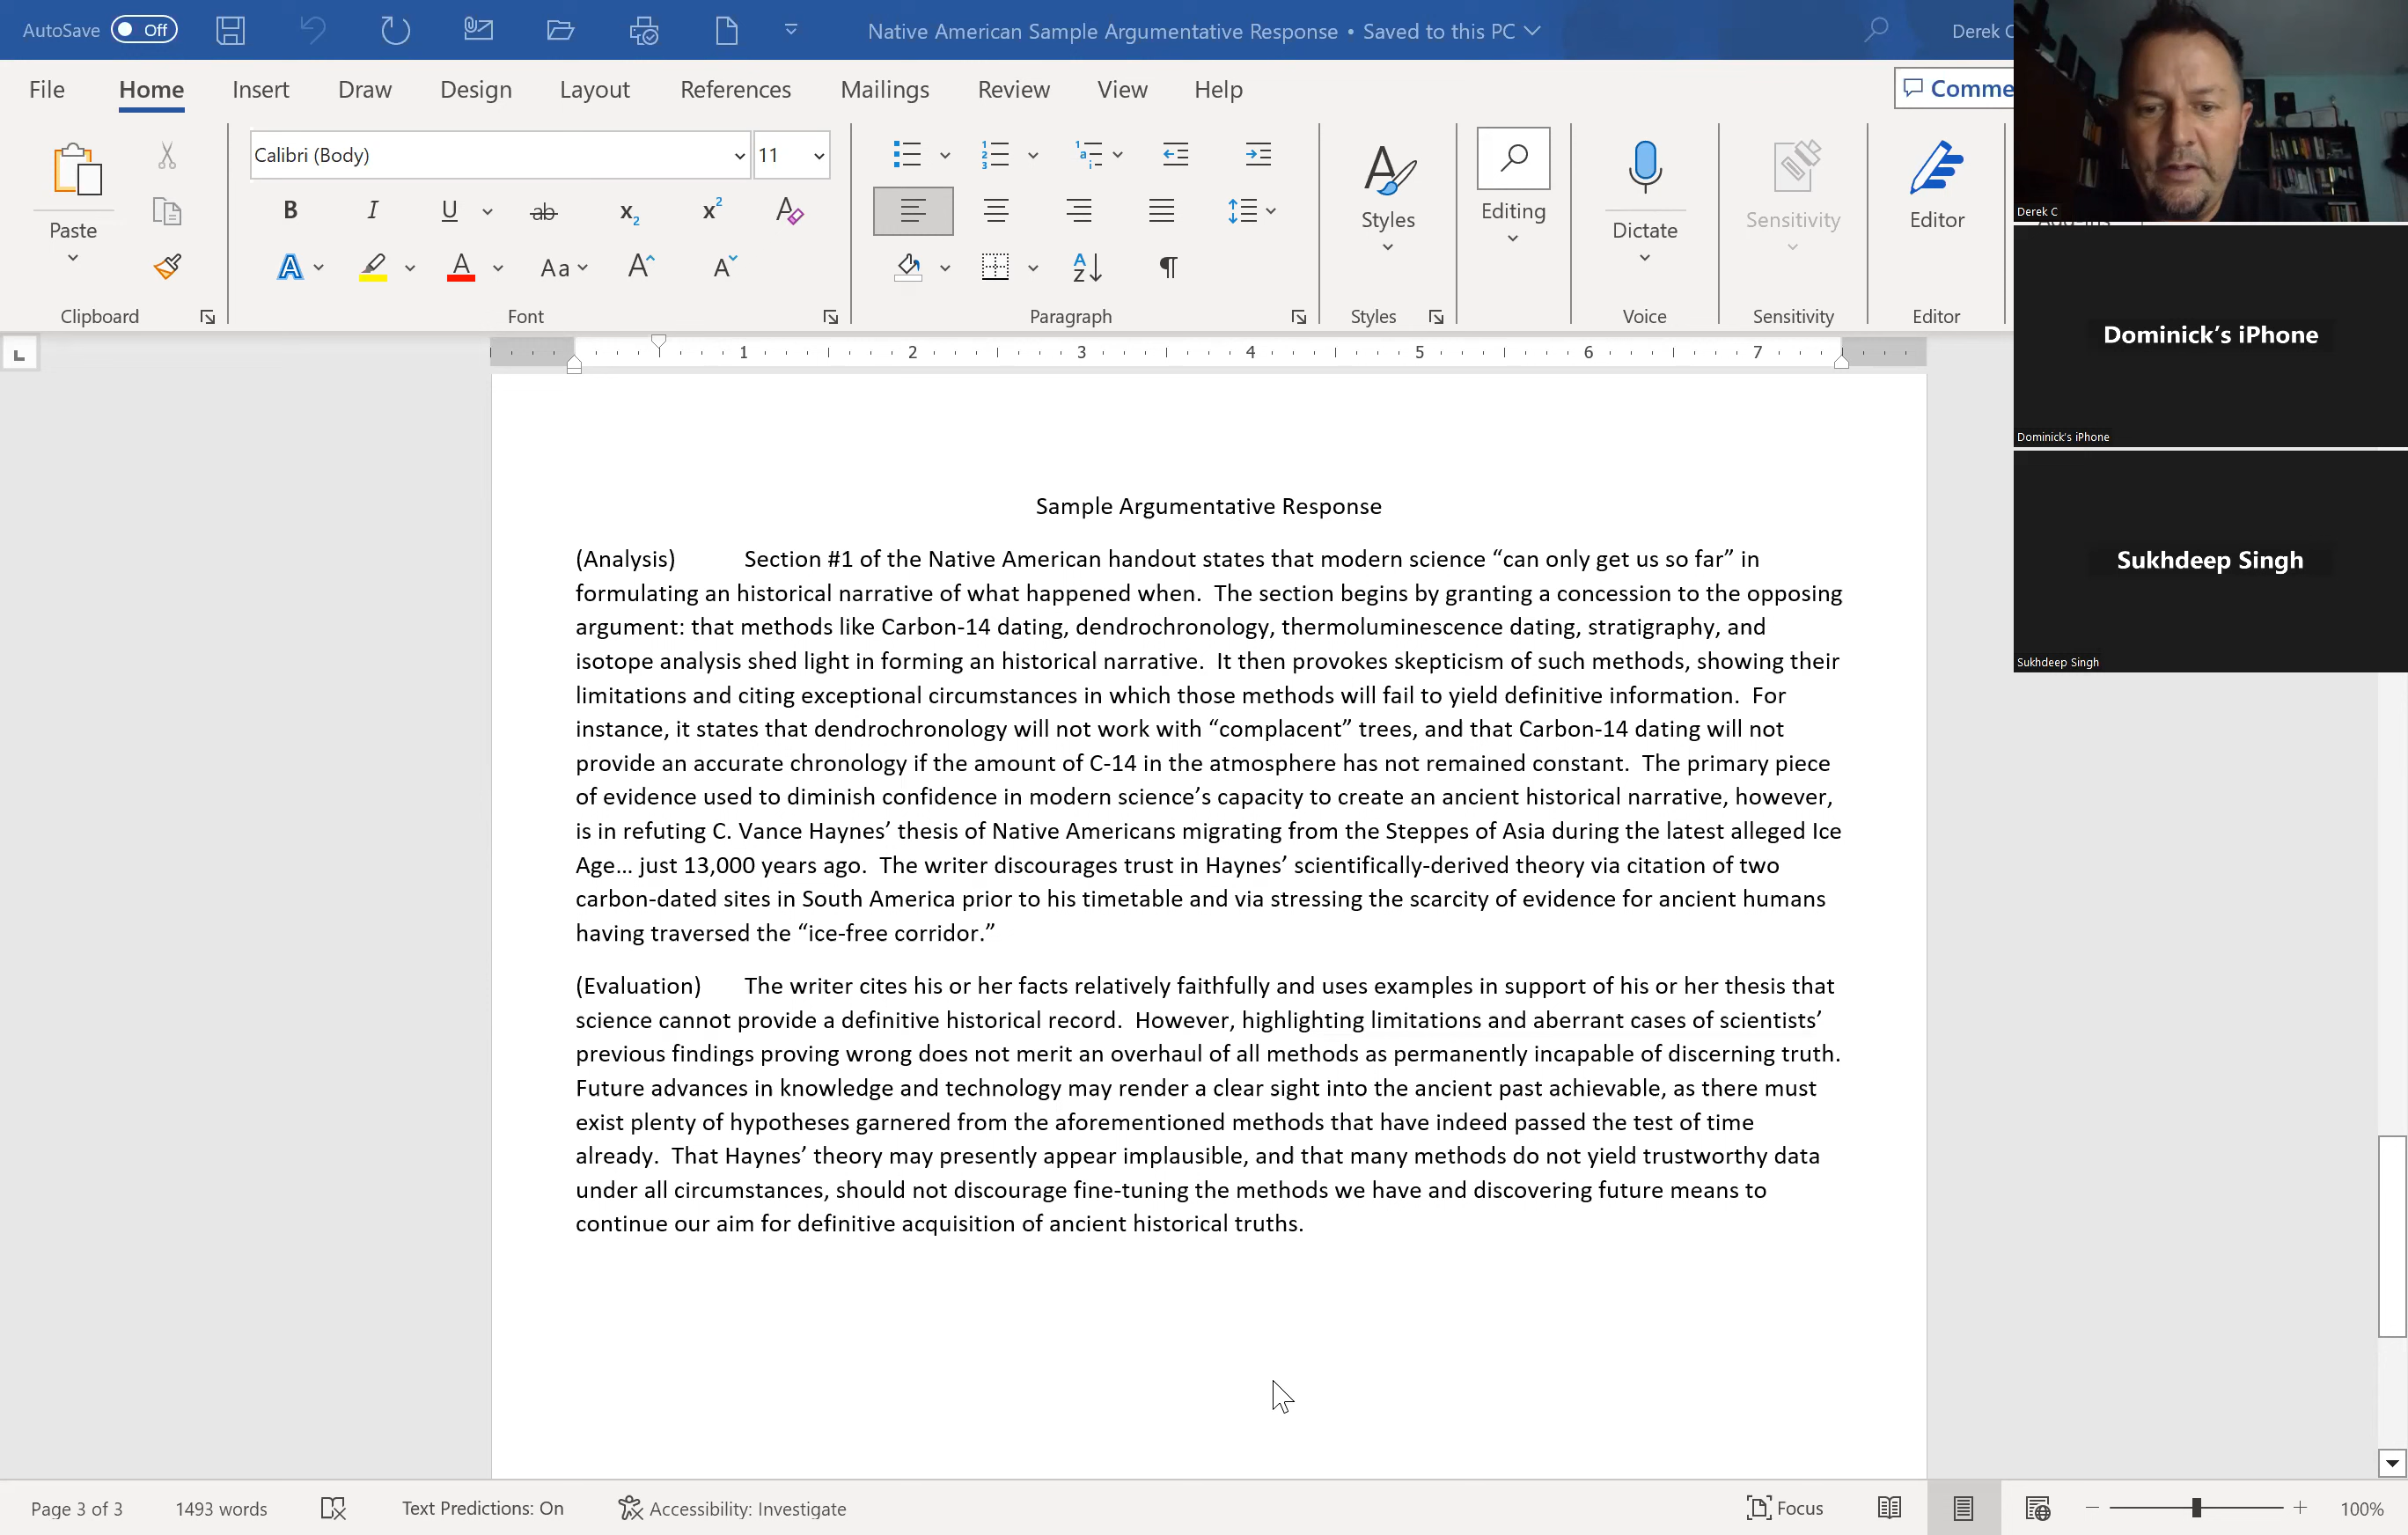 AutoSave Off Native American Sample Argumentative Response • Saved to this PC Derek C
File Home Insert Draw Design Layout References Mailings Review View Help Comme
Calibri (Body) 11
Paste
B I U ab x2 x2 A
A A Aa A A
Styles Editing Dictate Sensitivity Editor
Clipboard Font Paragraph Styles Voice Sensitivity Editor
1 2 3 4 5 6 7
Derek C
Dominick’s iPhone
Dominick’s iPhone
Sukhdeep Singh
Sukhdeep Singh
Sample Argumentative Response
(Analysis) Section #1 of the Native American handout states that modern science “can only get us so far” in
formulating an historical narrative of what happened when. The section begins by granting a concession to the opposing
argument: that methods like Carbon-14 dating, dendrochronology, thermoluminescence dating, stratigraphy, and
isotope analysis shed light in forming an historical narrative. It then provokes skepticism of such methods, showing their
limitations and citing exceptional circumstances in which those methods will fail to yield definitive information. For
instance, it states that dendrochronology will not work with “complacent” trees, and that Carbon-14 dating will not
provide an accurate chronology if the amount of C-14 in the atmosphere has not remained constant. The primary piece
of evidence used to diminish confidence in modern science’s capacity to create an ancient historical narrative, however,
is in refuting C. Vance Haynes’ thesis of Native Americans migrating from the Steppes of Asia during the latest alleged Ice
Age… just 13,000 years ago. The writer discourages trust in Haynes’ scientifically-derived theory via citation of two
carbon-dated sites in South America prior to his timetable and via stressing the scarcity of evidence for ancient humans
having traversed the “ice-free corridor.”
(Evaluation) The writer cites his or her facts relatively faithfully and uses examples in support of his or her thesis that
science cannot provide a definitive historical record. However, highlighting limitations and aberrant cases of scientists’
previous findings proving wrong does not merit an overhaul of all methods as permanently incapable of discerning truth.
Future advances in knowledge and technology may render a clear sight into the ancient past achievable, as there must
exist plenty of hypotheses garnered from the aforementioned methods that have indeed passed the test of time
already. That Haynes’ theory may presently appear implausible, and that many methods do not yield trustworthy data
under all circumstances, should not discourage fine-tuning the methods we have and discovering future means to
continue our aim for definitive acquisition of ancient historical truths.
Page 3 of 3 1493 words Text Predictions: On Accessibility: Investigate Focus 100%